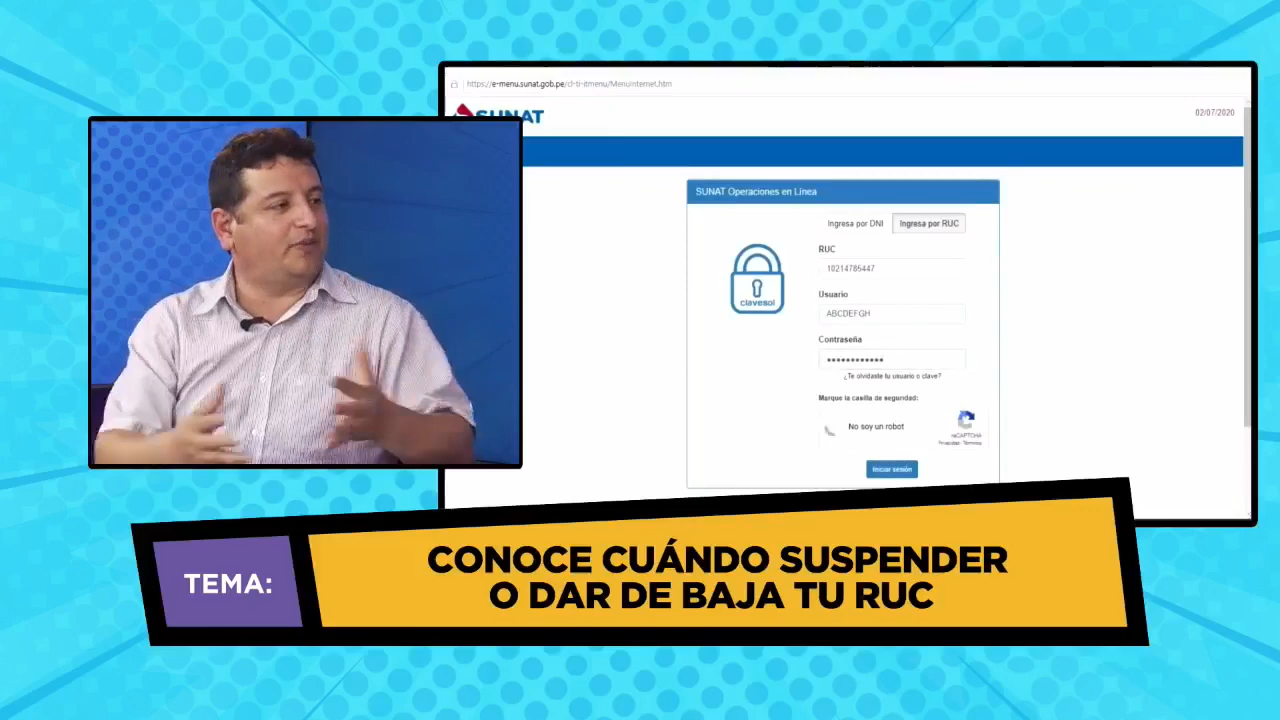 https://e-menu.sunat.gob.pe/cl-ti-itmenu/MenuInternet.htm
SUNAT
02/07/2020
SUNAT Operaciones en Línea
Ingresa por DNI
Ingresa por RUC
RUC
10214785447
Usuario
ABCDEFGH
clavesol
Contraseña
••••••••••••
¿Te olvidaste tu usuario o clave?
Marque la casilla de seguridad:
No soy un robot
reCAPTCHA
Privacidad - Términos
Iniciar sesión
TEMA:
CONOCE CUÁNDO SUSPENDER
O DAR DE BAJA TU RUC